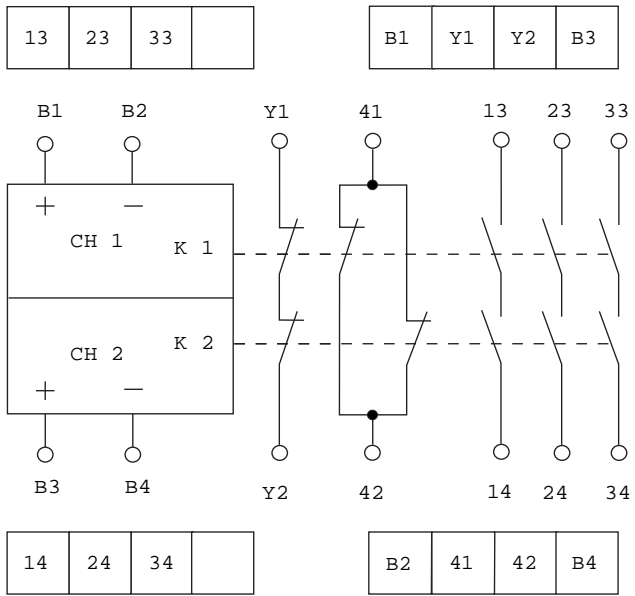 13 23 33 B1 Y1 Y2 B3
B1 B2 Y1 41 13 23 33
+ −
CH 1 K 1
CH 2 K 2
+ −
B3 B4 Y2 42 14 24 34
14 24 34 B2 41 42 B4